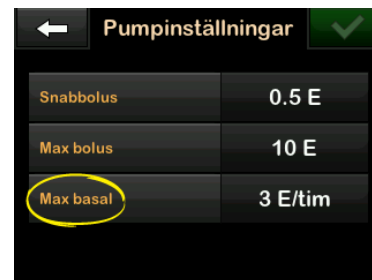 Pumpinställningar
Snabbolus 0.5 E
Max bolus 10 E
Max basal 3 E/tim